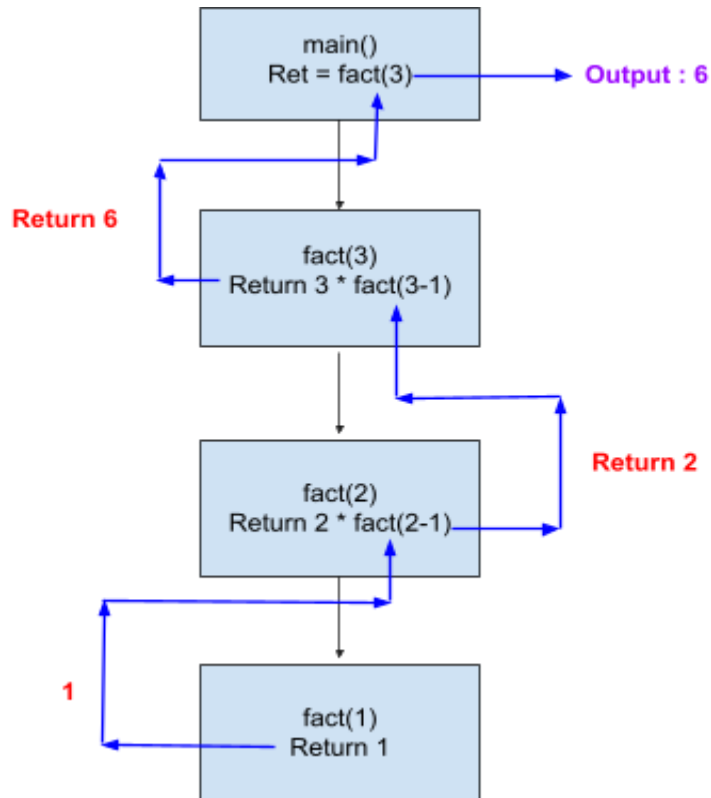 main()
Ret = fact(3)
Output : 6
Return 6
fact(3)
Return 3 * fact(3-1)
Return 2
fact(2)
Return 2 * fact(2-1)
1
fact(1)
Return 1